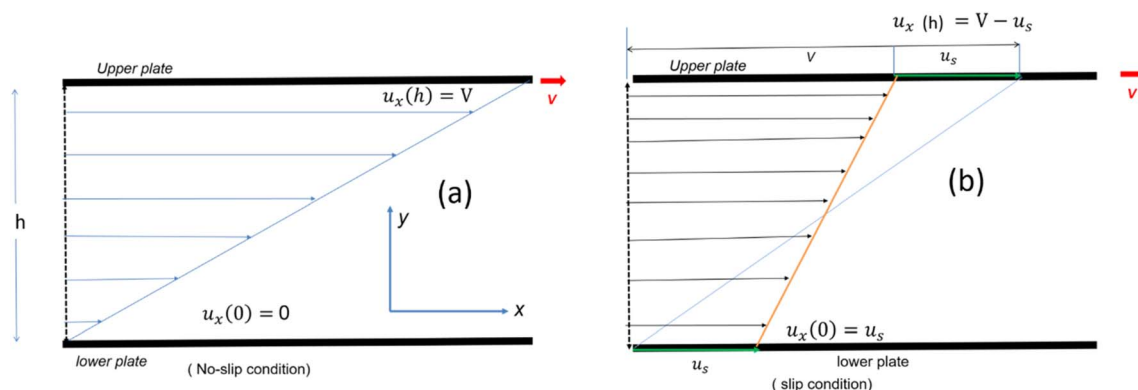 Upper plate
u_x(h) = V
v
(a)
h
y
x
u_x(0) = 0
lower plate
( No-slip condition)
u_x (h) = V − u_s
V
u_s
Upper plate
v
(b)
u_x(0) = u_s
u_s
lower plate
( slip condition)